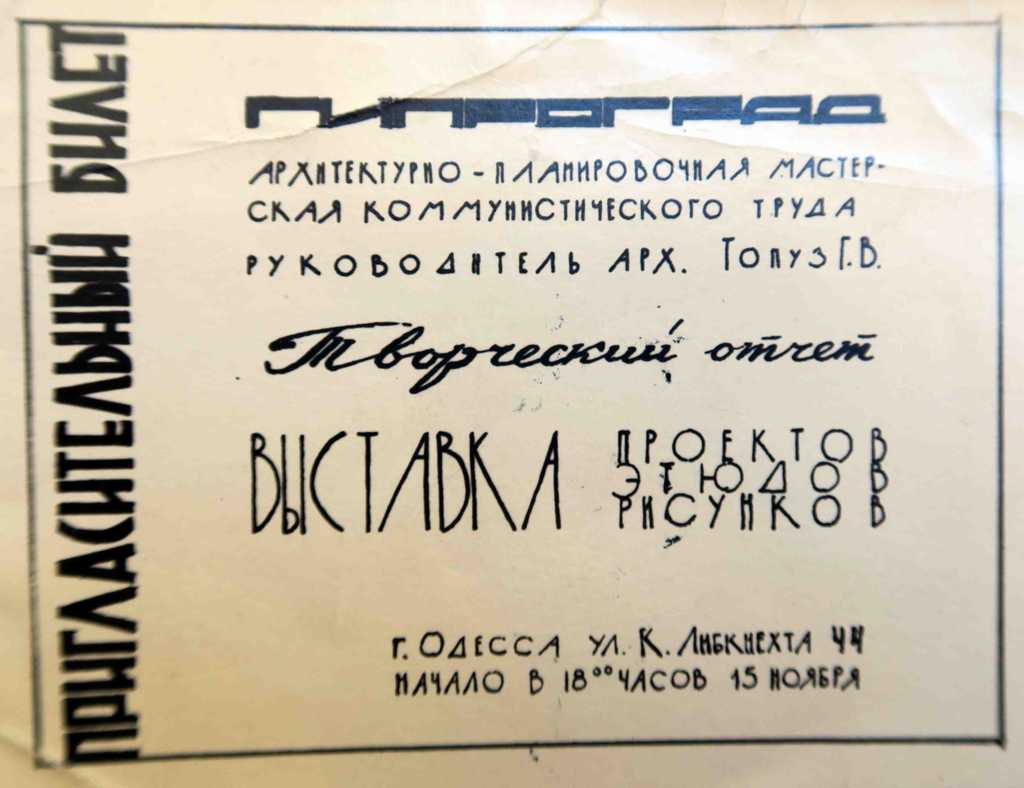 ПРИГЛАСИТЕЛЬНЫЙ БИЛЕТ
ГИПРОГРАД
АРХИТЕКТУРНО - ПЛАНИРОВОЧНАЯ МАСТЕР-
СКАЯ КОММУНИСТИЧЕСКОГО ТРУДА
РУКОВОДИТЕЛЬ АРХ. ТОПУЗ Г.В.
Творческий отчет
ВЫСТАВКА
ПРОЕКТОВ
ЭТЮДОВ
РИСУНКОВ
г. ОДЕССА УЛ. К. ЛИБКНЕХТА 44
НАЧАЛО В 18⁰⁰ ЧАСОВ 15 НОЯБРЯ